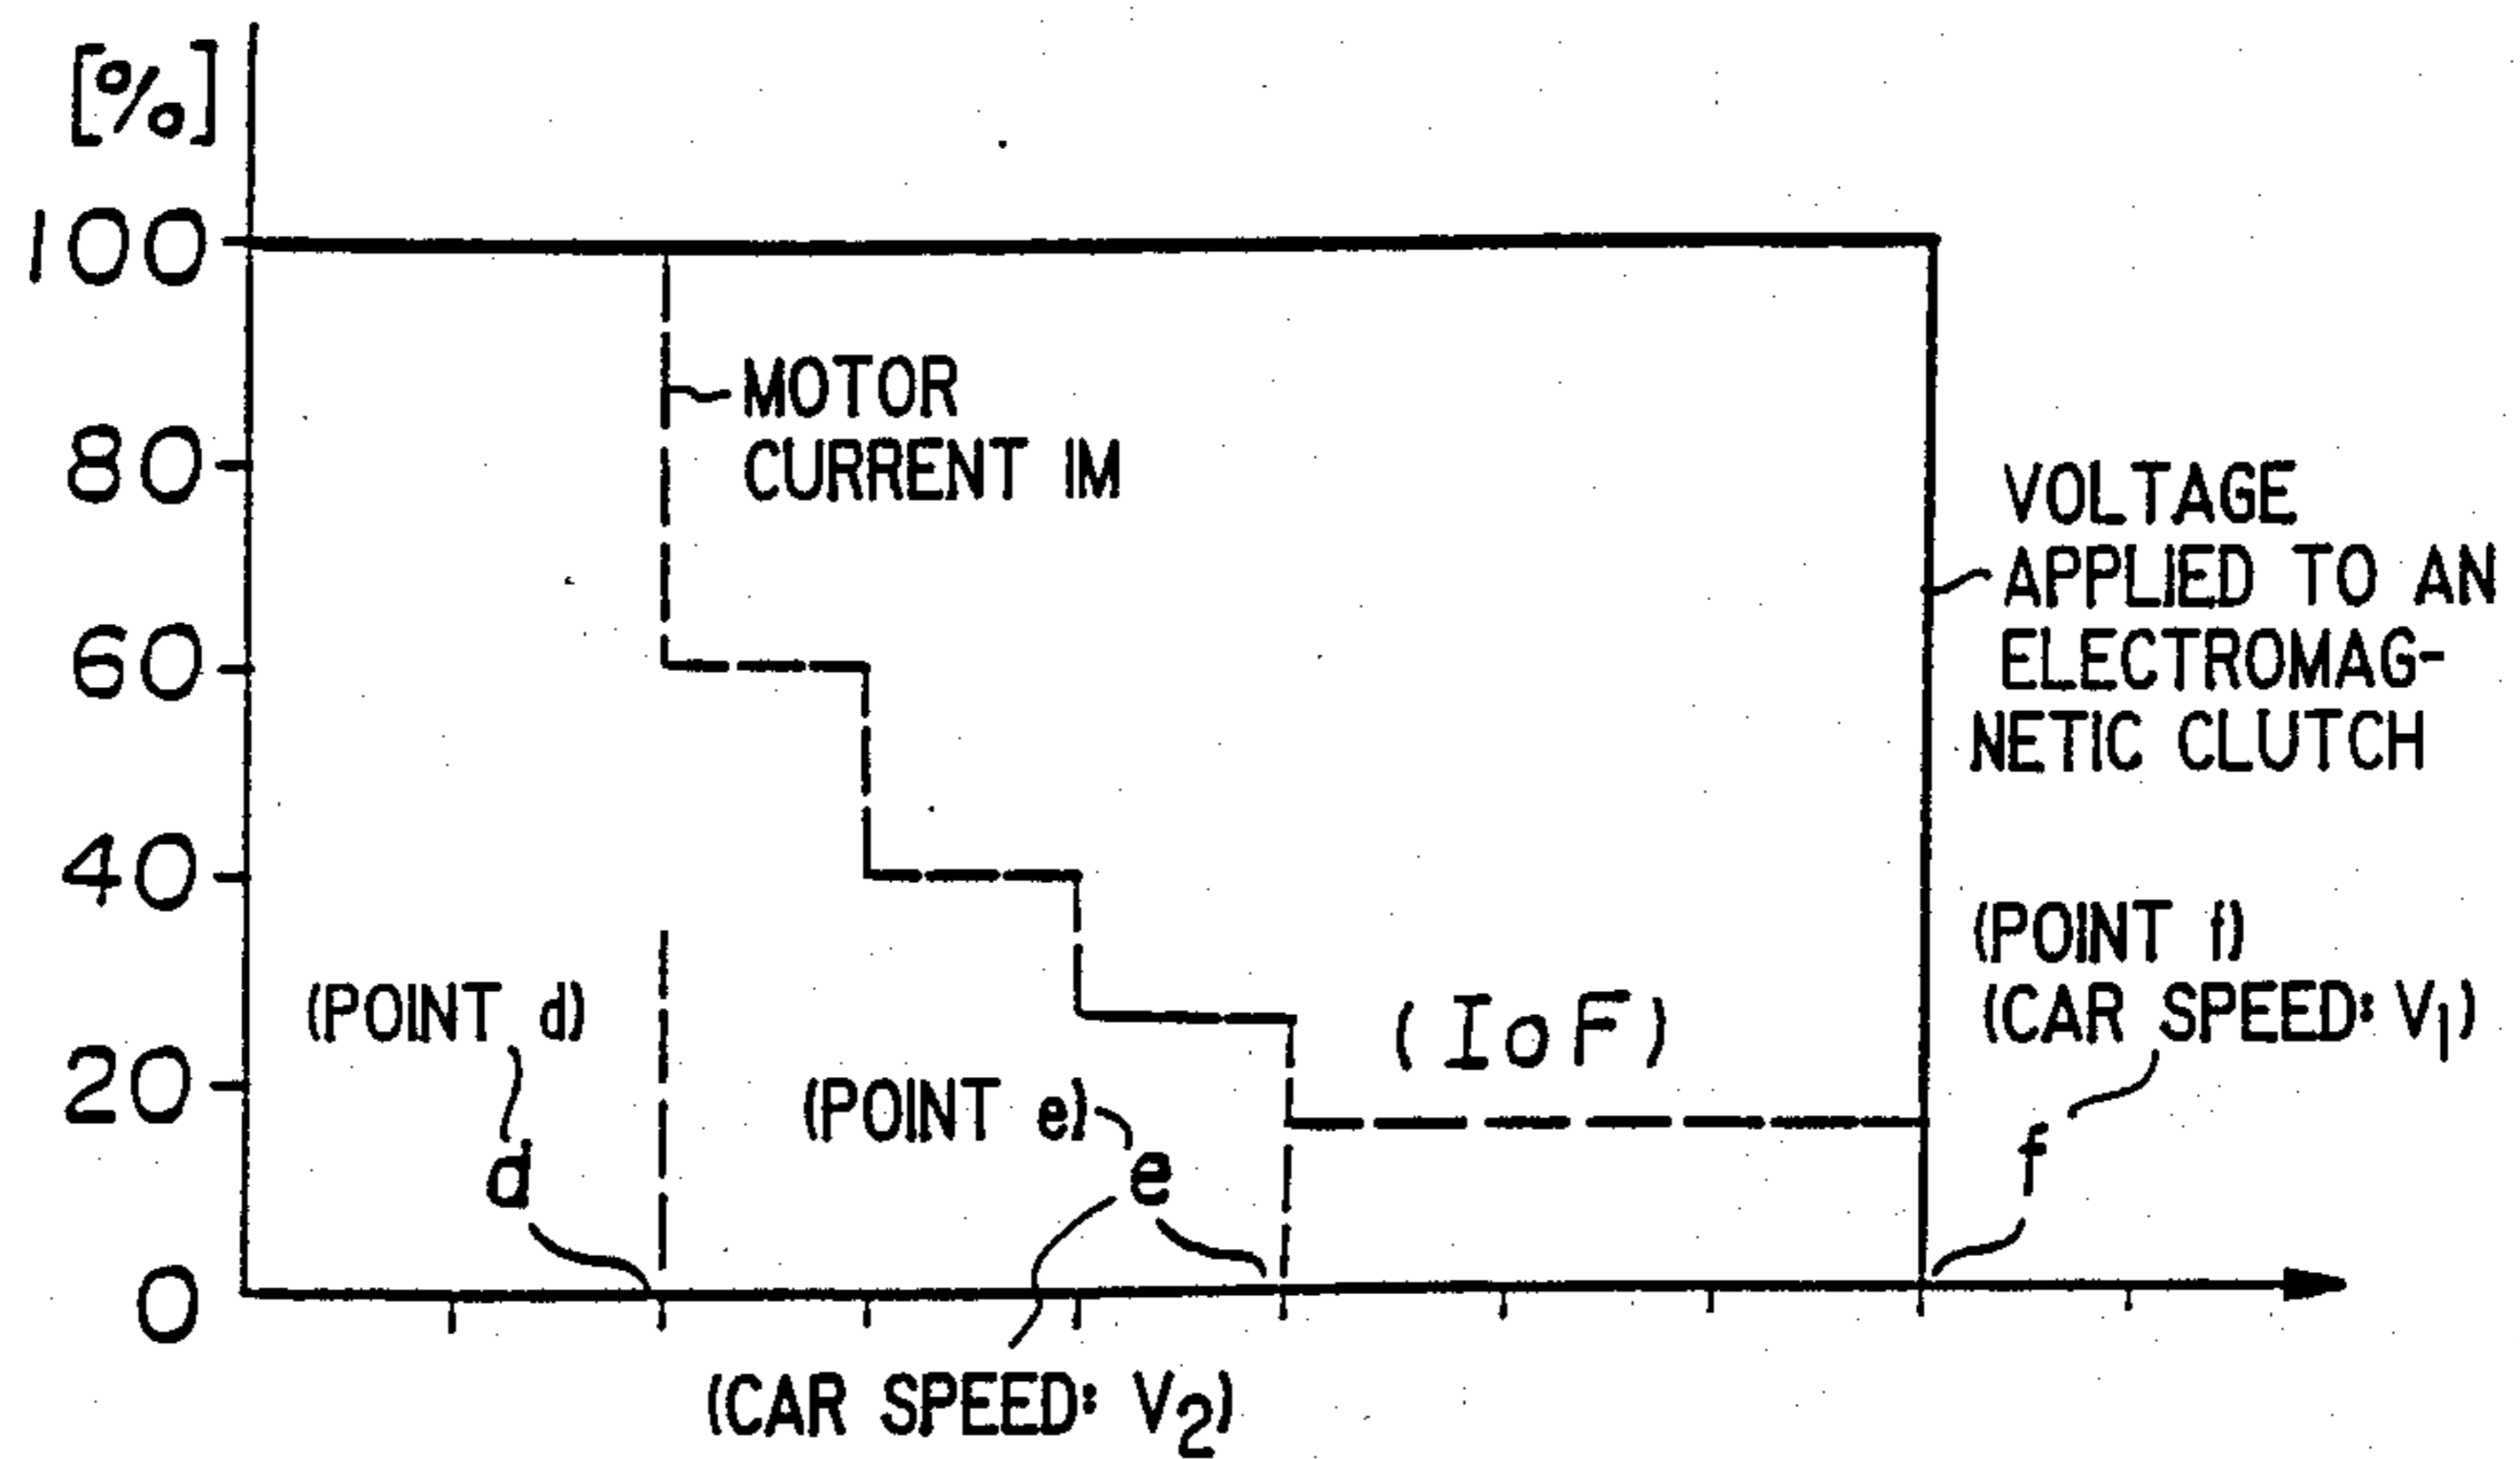 [%]
100
80
60
40
20
0
MOTOR
CURRENT IM
VOLTAGE
APPLIED TO AN
ELECTROMAG-
NETIC CLUTCH
(POINT f)
(CAR SPEED: V1)
f
(IoF)
(POINT d)
d
(POINT e)
e
(CAR SPEED: V2)